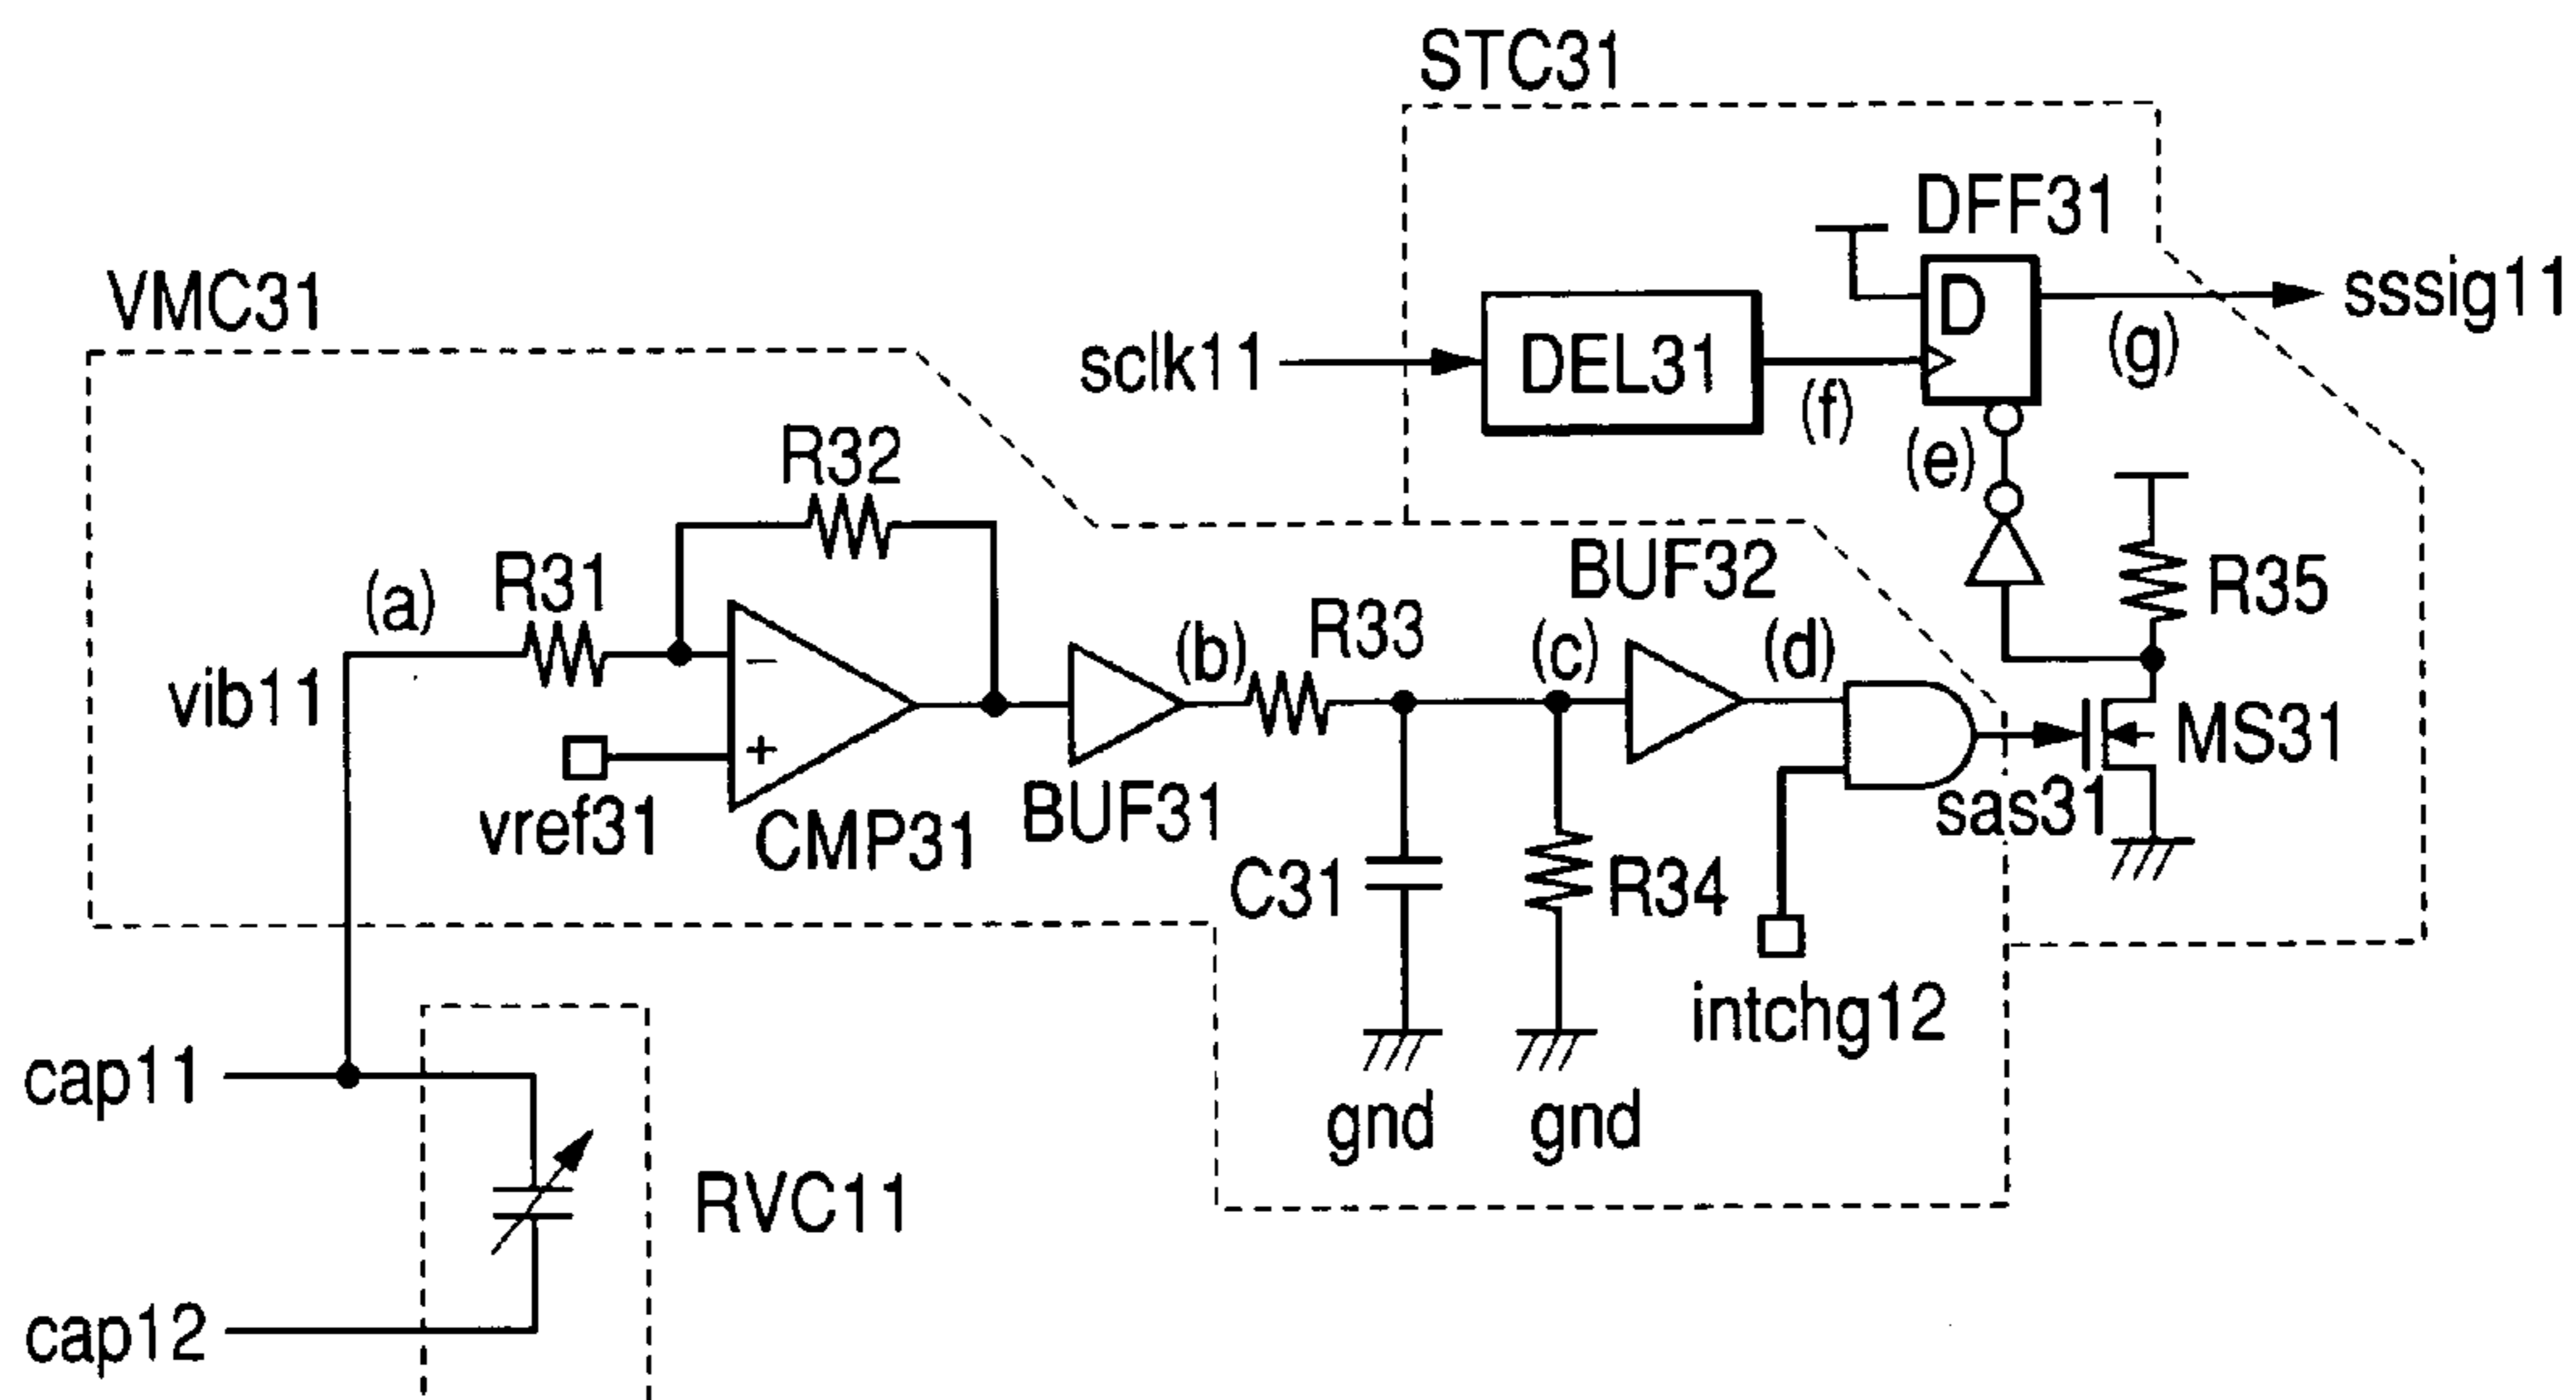 STC31
DFF31
D
sssig11
(g)
VMC31
sclk11
DEL31
(f)
(e)
R32
BUF32
R35
(a)
R31
(b)
R33
(c)
(d)
vib11
−
+
vref31
CMP31
BUF31
C31
R34
sas31
MS31
intchg12
cap11
gnd
gnd
RVC11
cap12